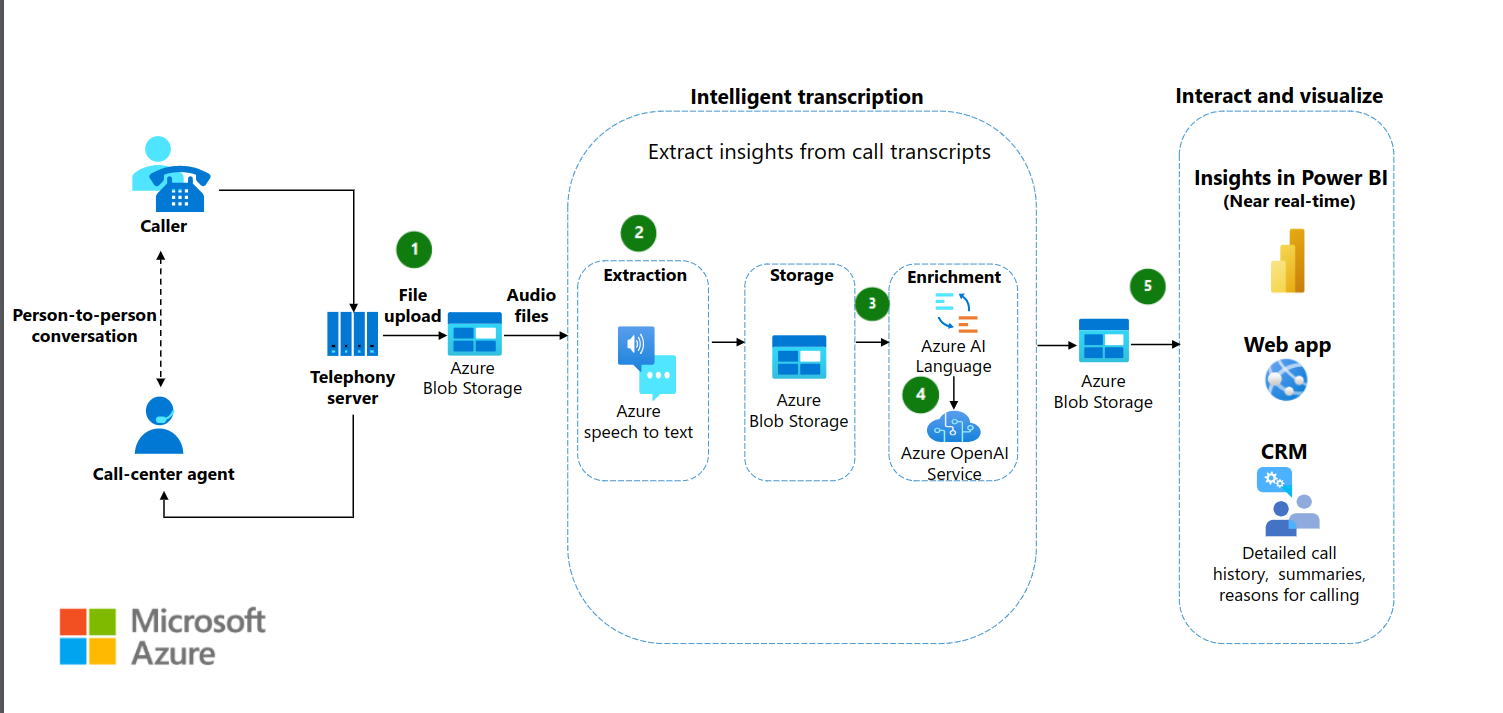 Intelligent transcription
Extract insights from call transcripts
Interact and visualize
Caller
Person-to-person
conversation
Call-center agent
Telephony
server
1
File
upload
Azure
Blob Storage
Audio
files
2
Extraction
Azure
speech to text
Storage
Azure
Blob Storage
3
Enrichment
Azure AI
Language
4
Azure OpenAI
Service
5
Azure
Blob Storage
Insights in Power BI
(Near real-time)
Web app
CRM
Detailed call
history, summaries,
reasons for calling
Microsoft
Azure